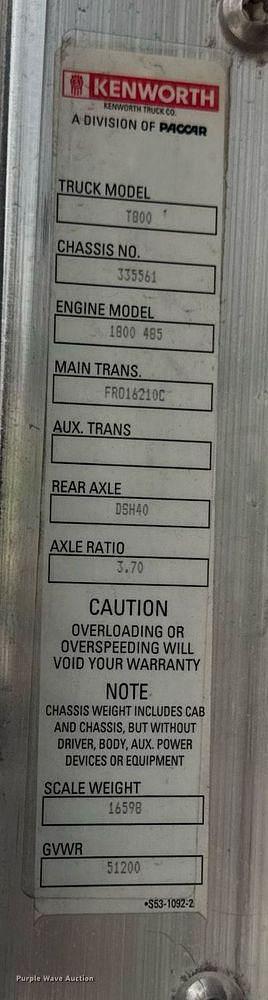 KENWORTH
KENWORTH TRUCK CO.
A DIVISION OF PACCAR
TRUCK MODEL
T800
CHASSIS NO.
335561
ENGINE MODEL
1800 485
MAIN TRANS.
FRO16210C
AUX. TRANS
REAR AXLE
DSH40
AXLE RATIO
3.70
CAUTION
OVERLOADING OR
OVERSPEEDING WILL
VOID YOUR WARRANTY
NOTE
CHASSIS WEIGHT INCLUDES CAB
AND CHASSIS, BUT WITHOUT
DRIVER, BODY, AUX. POWER
DEVICES OR EQUIPMENT
SCALE WEIGHT
16598
GVWR
51200
•S53-1092-2
Purple Wave Auction